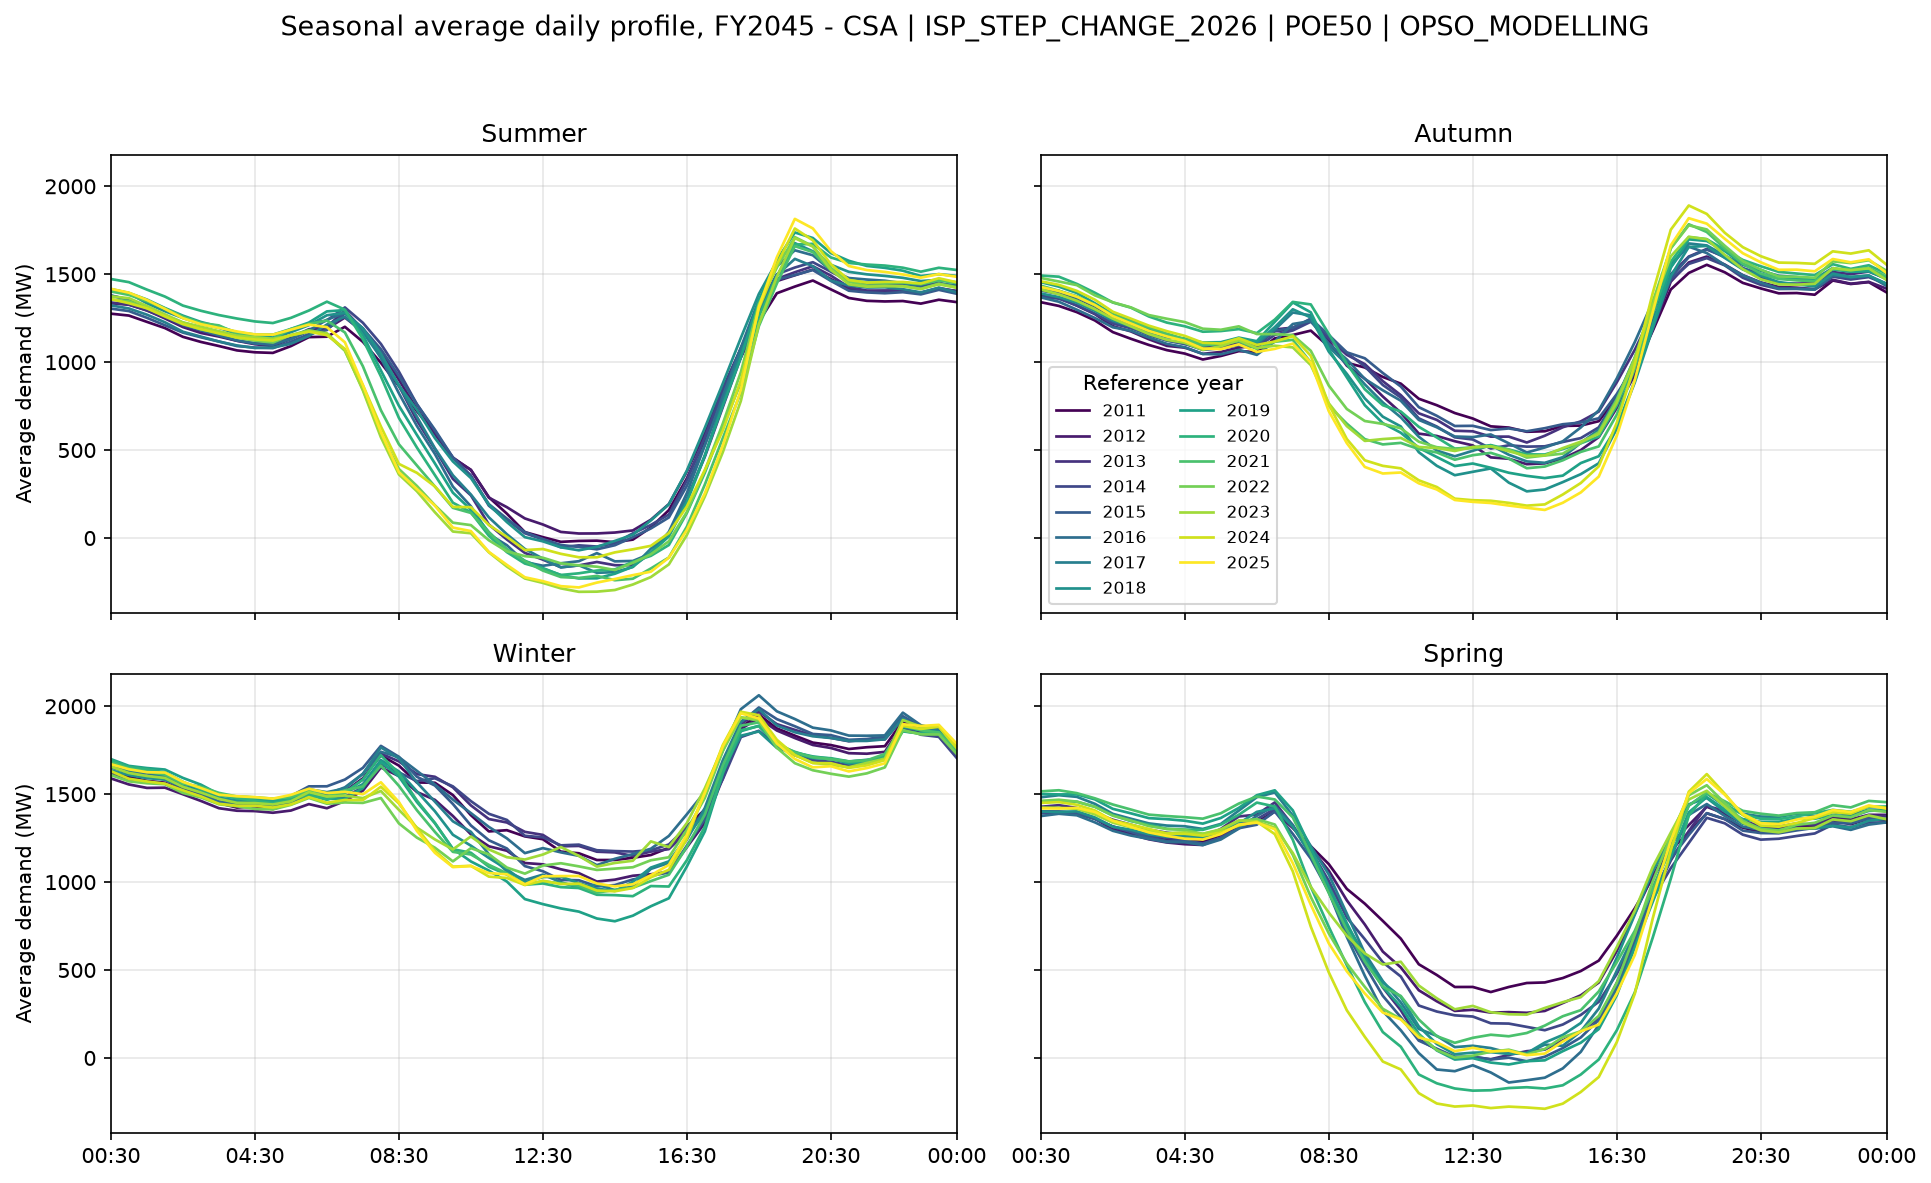 Seasonal average daily profile, FY2045 - CSA | ISP_STEP_CHANGE_2026 | POE50 | OPSO_MODELLING
Summer
Average demand (MW)
2000
1500
1000
500
0
Autumn
Reference year
2011
2012
2013
2014
2015
2016
2017
2018
2019
2020
2021
2022
2023
2024
2025
Winter
Average demand (MW)
2000
1500
1000
500
0
00:30 04:30 08:30 12:30 16:30 20:30 00:00
Spring
00:30 04:30 08:30 12:30 16:30 20:30 00:00